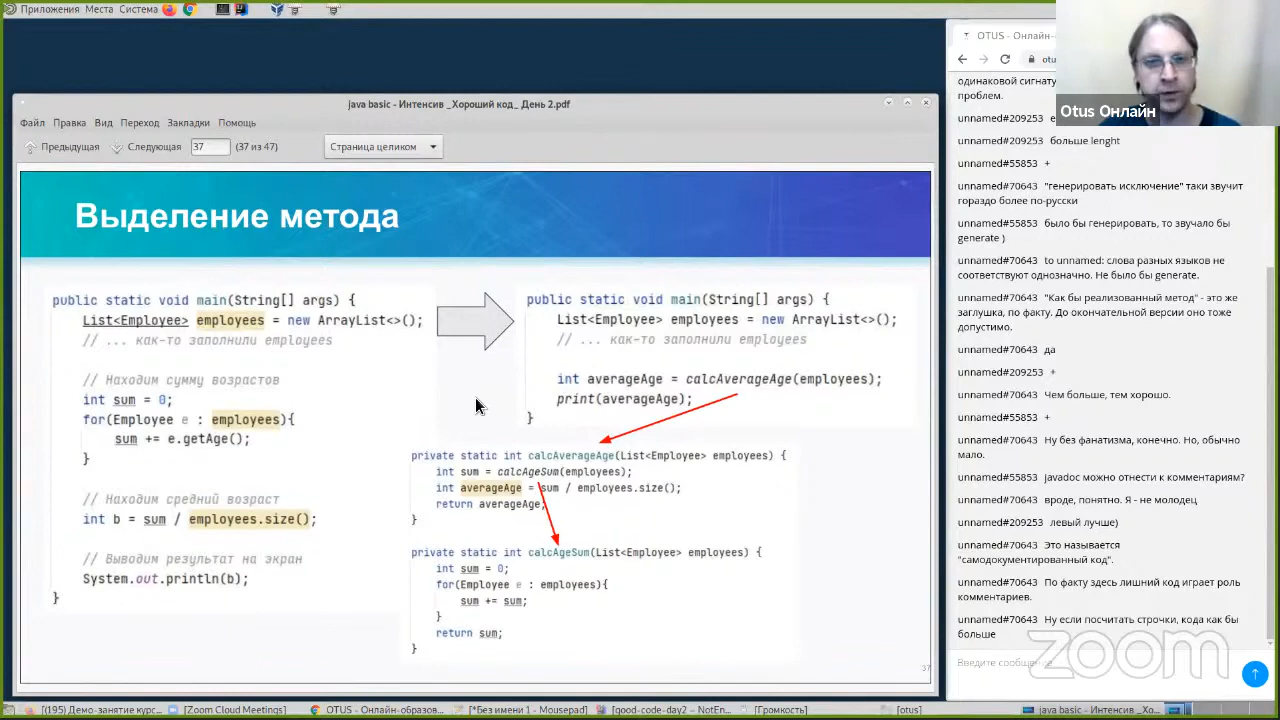 Приложения Места Система
java basic - Интенсив _Хороший код_ День 2.pdf
Файл Правка Вид Переход Закладки Помощь
Предыдущая Следующая 37 (37 из 47) Страница целиком
Выделение метода
public static void main(String[] args) {
List<Employee> employees = new ArrayList<>();
// ... как-то заполнили employees
// Находим сумму возрастов
int sum = 0;
for(Employee e : employees){
sum += e.getAge();
}
// Находим средний возраст
int b = sum / employees.size();
// Выводим результат на экран
System.out.println(b);
}
public static void main(String[] args) {
List<Employee> employees = new ArrayList<>();
// ... как-то заполнили employees
int averageAge = calcAverageAge(employees);
print(averageAge);
}
private static int calcAverageAge(List<Employee> employees) {
int sum = calcAgeSum(employees);
int averageAge = sum / employees.size();
return averageAge;
}
private static int calcAgeSum(List<Employee> employees) {
int sum = 0;
for(Employee e : employees){
sum += sum;
}
return sum;
}
37
OTUS - Онлайн-
otu
Otus Онлайн
одинаковой сигнату
проблем.
unnamed#209253 е
unnamed#209253 больше lenght
unnamed#55853 +
unnamed#70643 "генерировать исключение" таки звучит
гораздо более по-русски
unnamed#55853 было бы генерировать, то звучало бы
generate )
unnamed#70643 to unnamed: слова разных языков не
соответствуют однозначно. Не было бы generate.
unnamed#70643 "Как бы реализованный метод" - это же
заглушка, по факту. До окончательной версии оно тоже
допустимо.
unnamed#70643 да
unnamed#209253 +
unnamed#70643 Чем больше, тем хорошо.
unnamed#55853 +
unnamed#70643 Ну без фанатизма, конечно. Но, обычно
мало.
unnamed#55853 javadoc можно отнести к комментариям?
unnamed#70643 вроде, понятно. Я - не молодец
unnamed#209253 левый лучше)
unnamed#70643 Это называется
"самодокументированный код".
unnamed#70643 По факту здесь лишний код играет роль
комментариев.
unnamed#70643 Ну если посчитать строчки, кода как бы
больше
Введите сообщение
zoom
[(195) Демо-занятие курс... [Zoom Cloud Meetings] OTUS - Онлайн-образов... [*Без имени 1 - Mousepad] [good-code-day2 – NotEn... [Громкость] [otus] java basic - Интенсив _Хо...